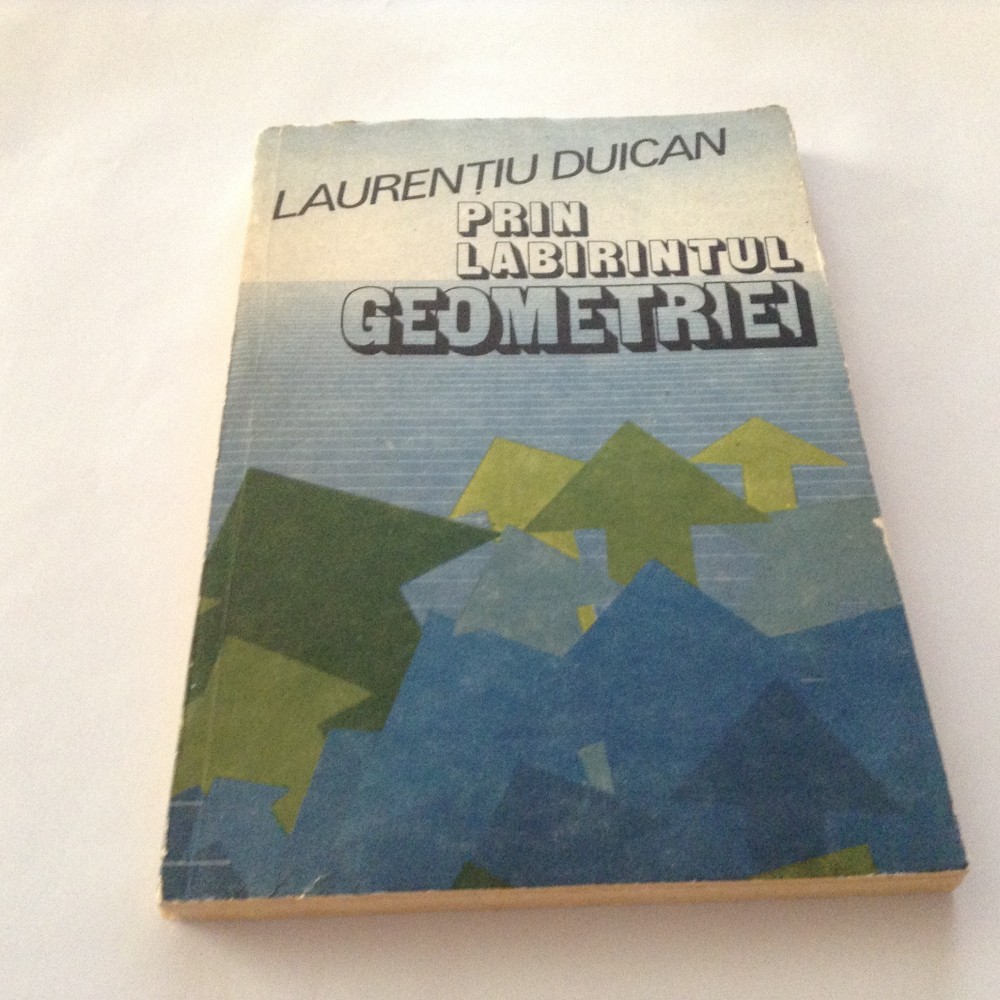 LAURENȚIU DUICAN
PRIN
LABIRINTUL
GEOMETRIEI